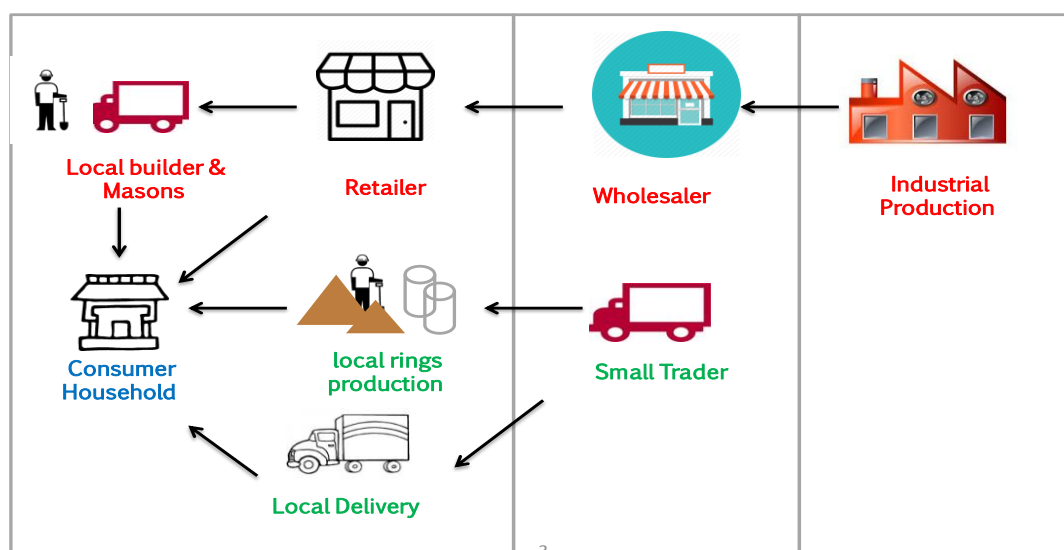 Local builder &
Masons
Retailer
Wholesaler
Industrial
Production
Consumer
Household
local rings
production
Small Trader
Local Delivery